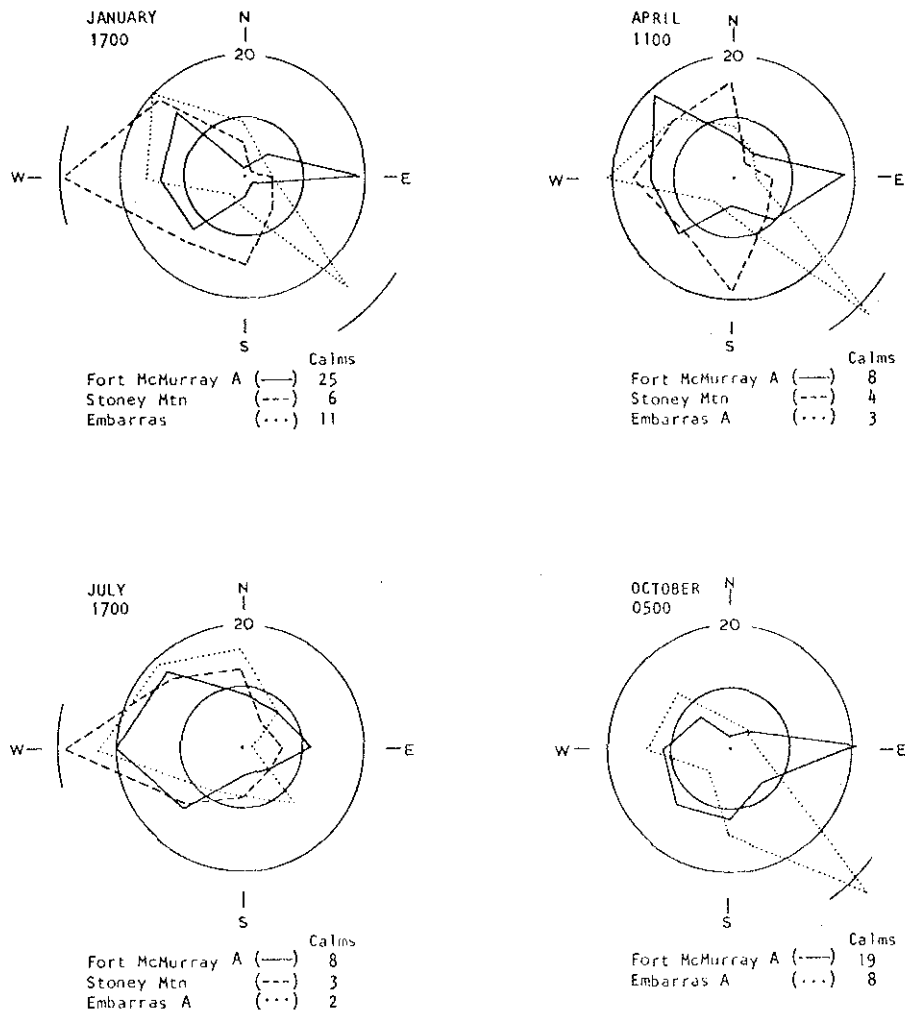 JANUARY
1700
N
20
W
E
S
Calms
Fort McMurray A (——) 25
Stoney Mtn (---) 6
Embarras (...) 11
APRIL
1100
N
20
W
E
S
Calms
Fort McMurray A (——) 8
Stoney Mtn (---) 4
Embarras A (...) 3
JULY
1700
N
20
W
E
S
Calms
Fort McMurray A (——) 8
Stoney Mtn (---) 3
Embarras A (...) 2
OCTOBER
0500
N
20
W
E
S
Calms
Fort McMurray A (——) 19
Embarras A (...) 8